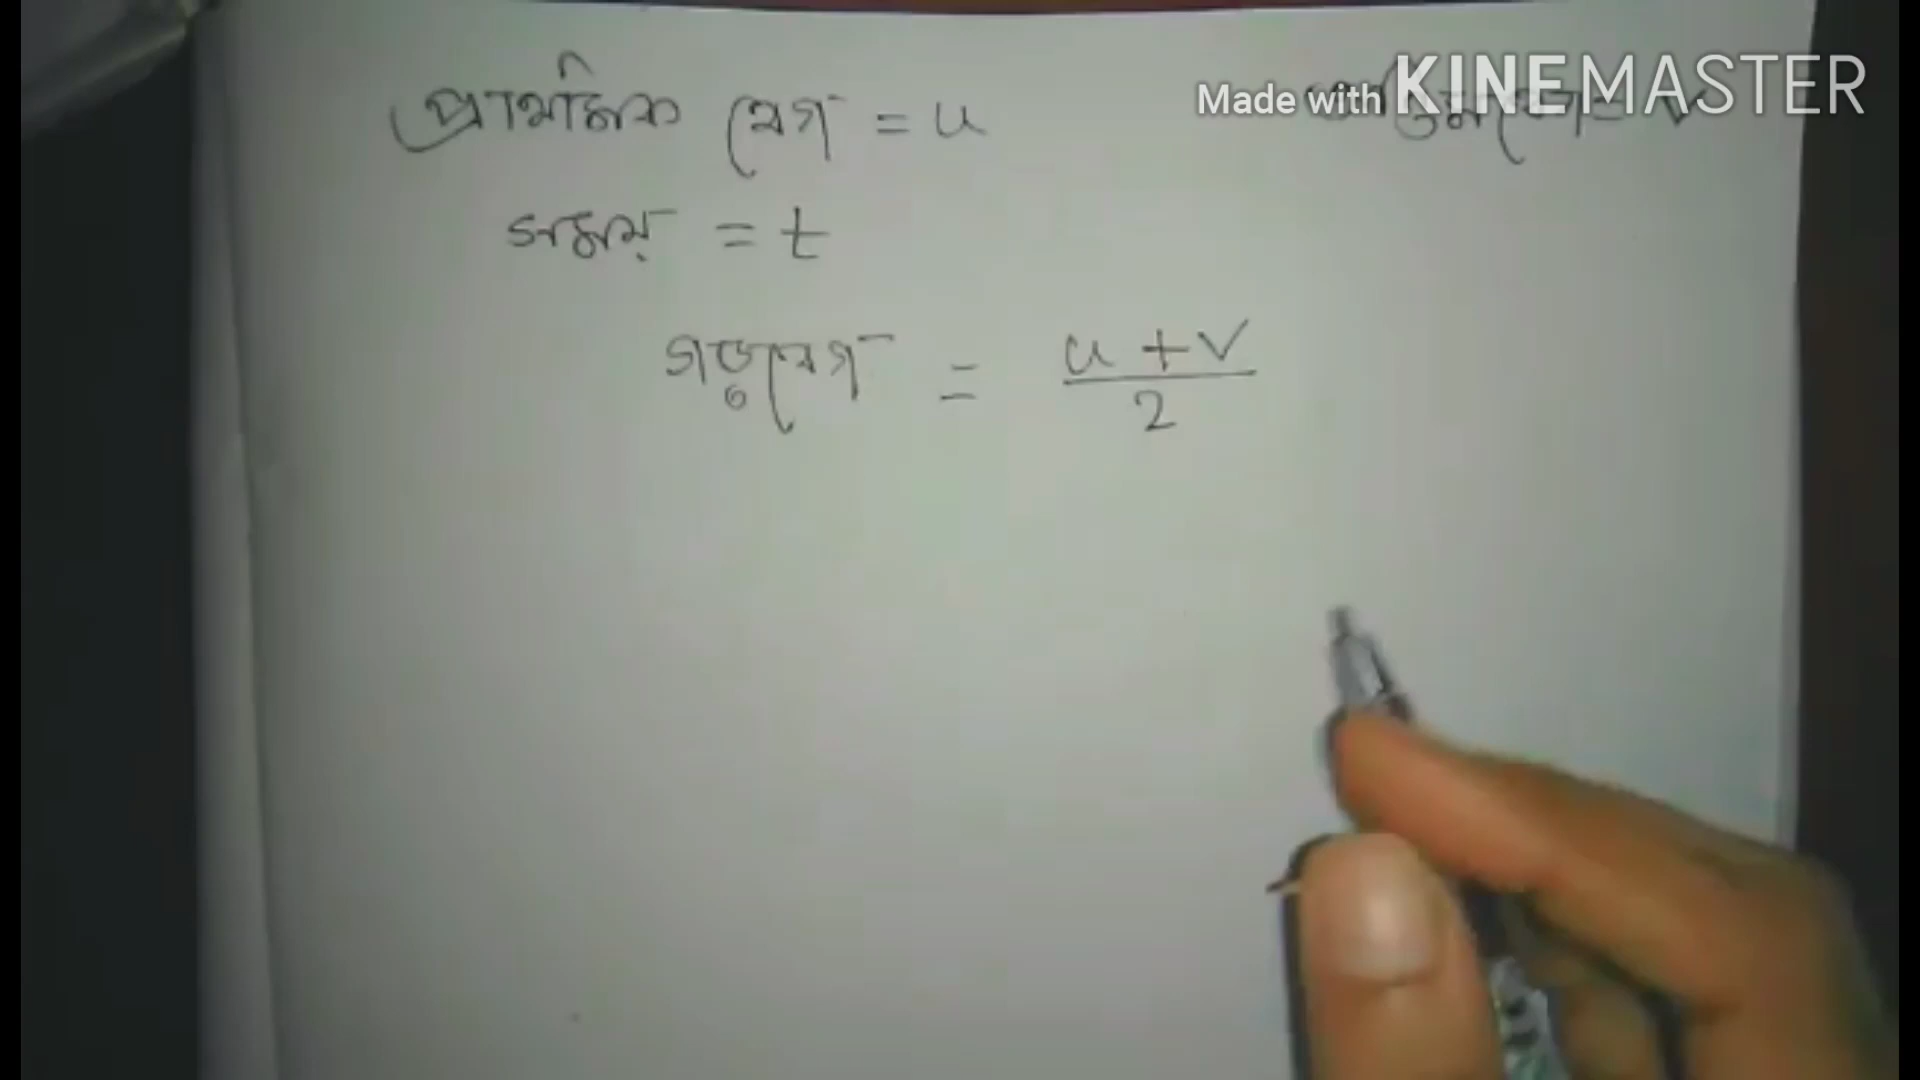 প্রাথমিক বেগ = u
Made with KINEMASTER
সময় = t
গড়বেগ = u + v / 2